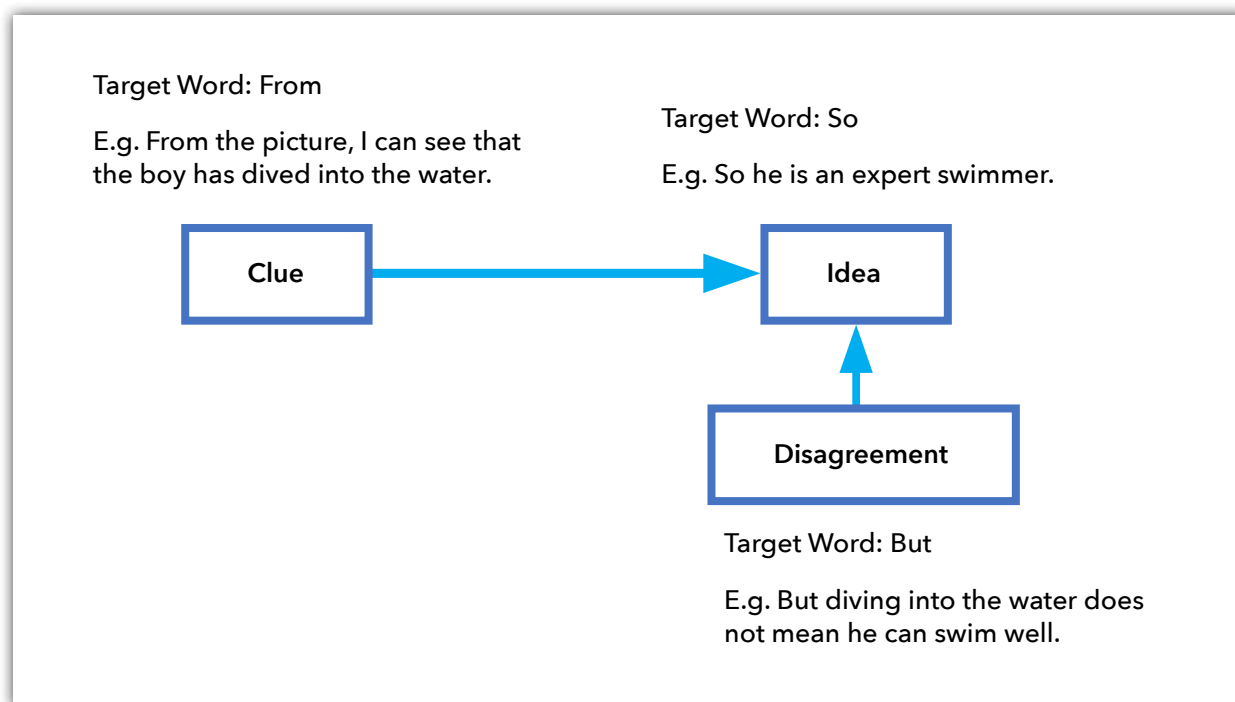 Target Word: From
E.g. From the picture, I can see that
the boy has dived into the water.
Target Word: So
E.g. So he is an expert swimmer.
Clue
Idea
Disagreement
Target Word: But
E.g. But diving into the water does
not mean he can swim well.